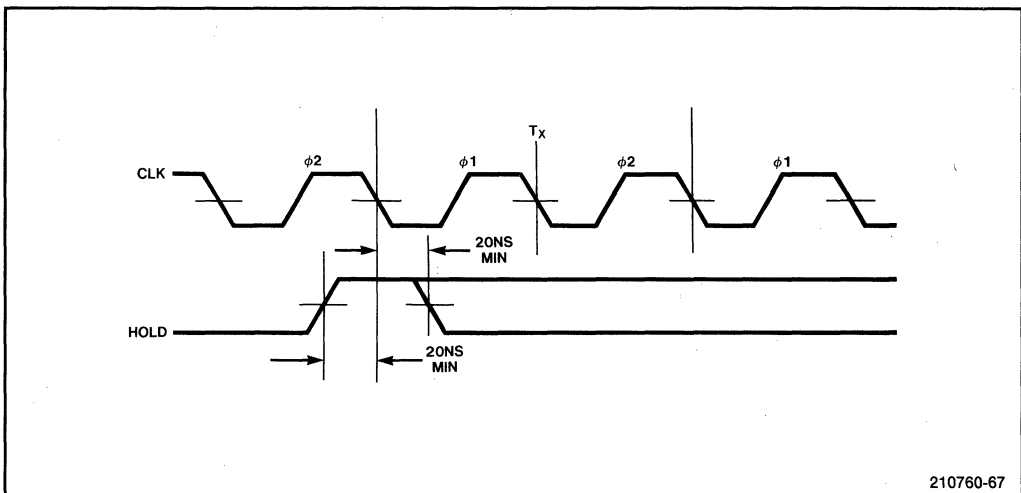 Tx
φ2
φ1
φ2
φ1
CLK
20NS
MIN
HOLD
20NS
MIN
210760-67